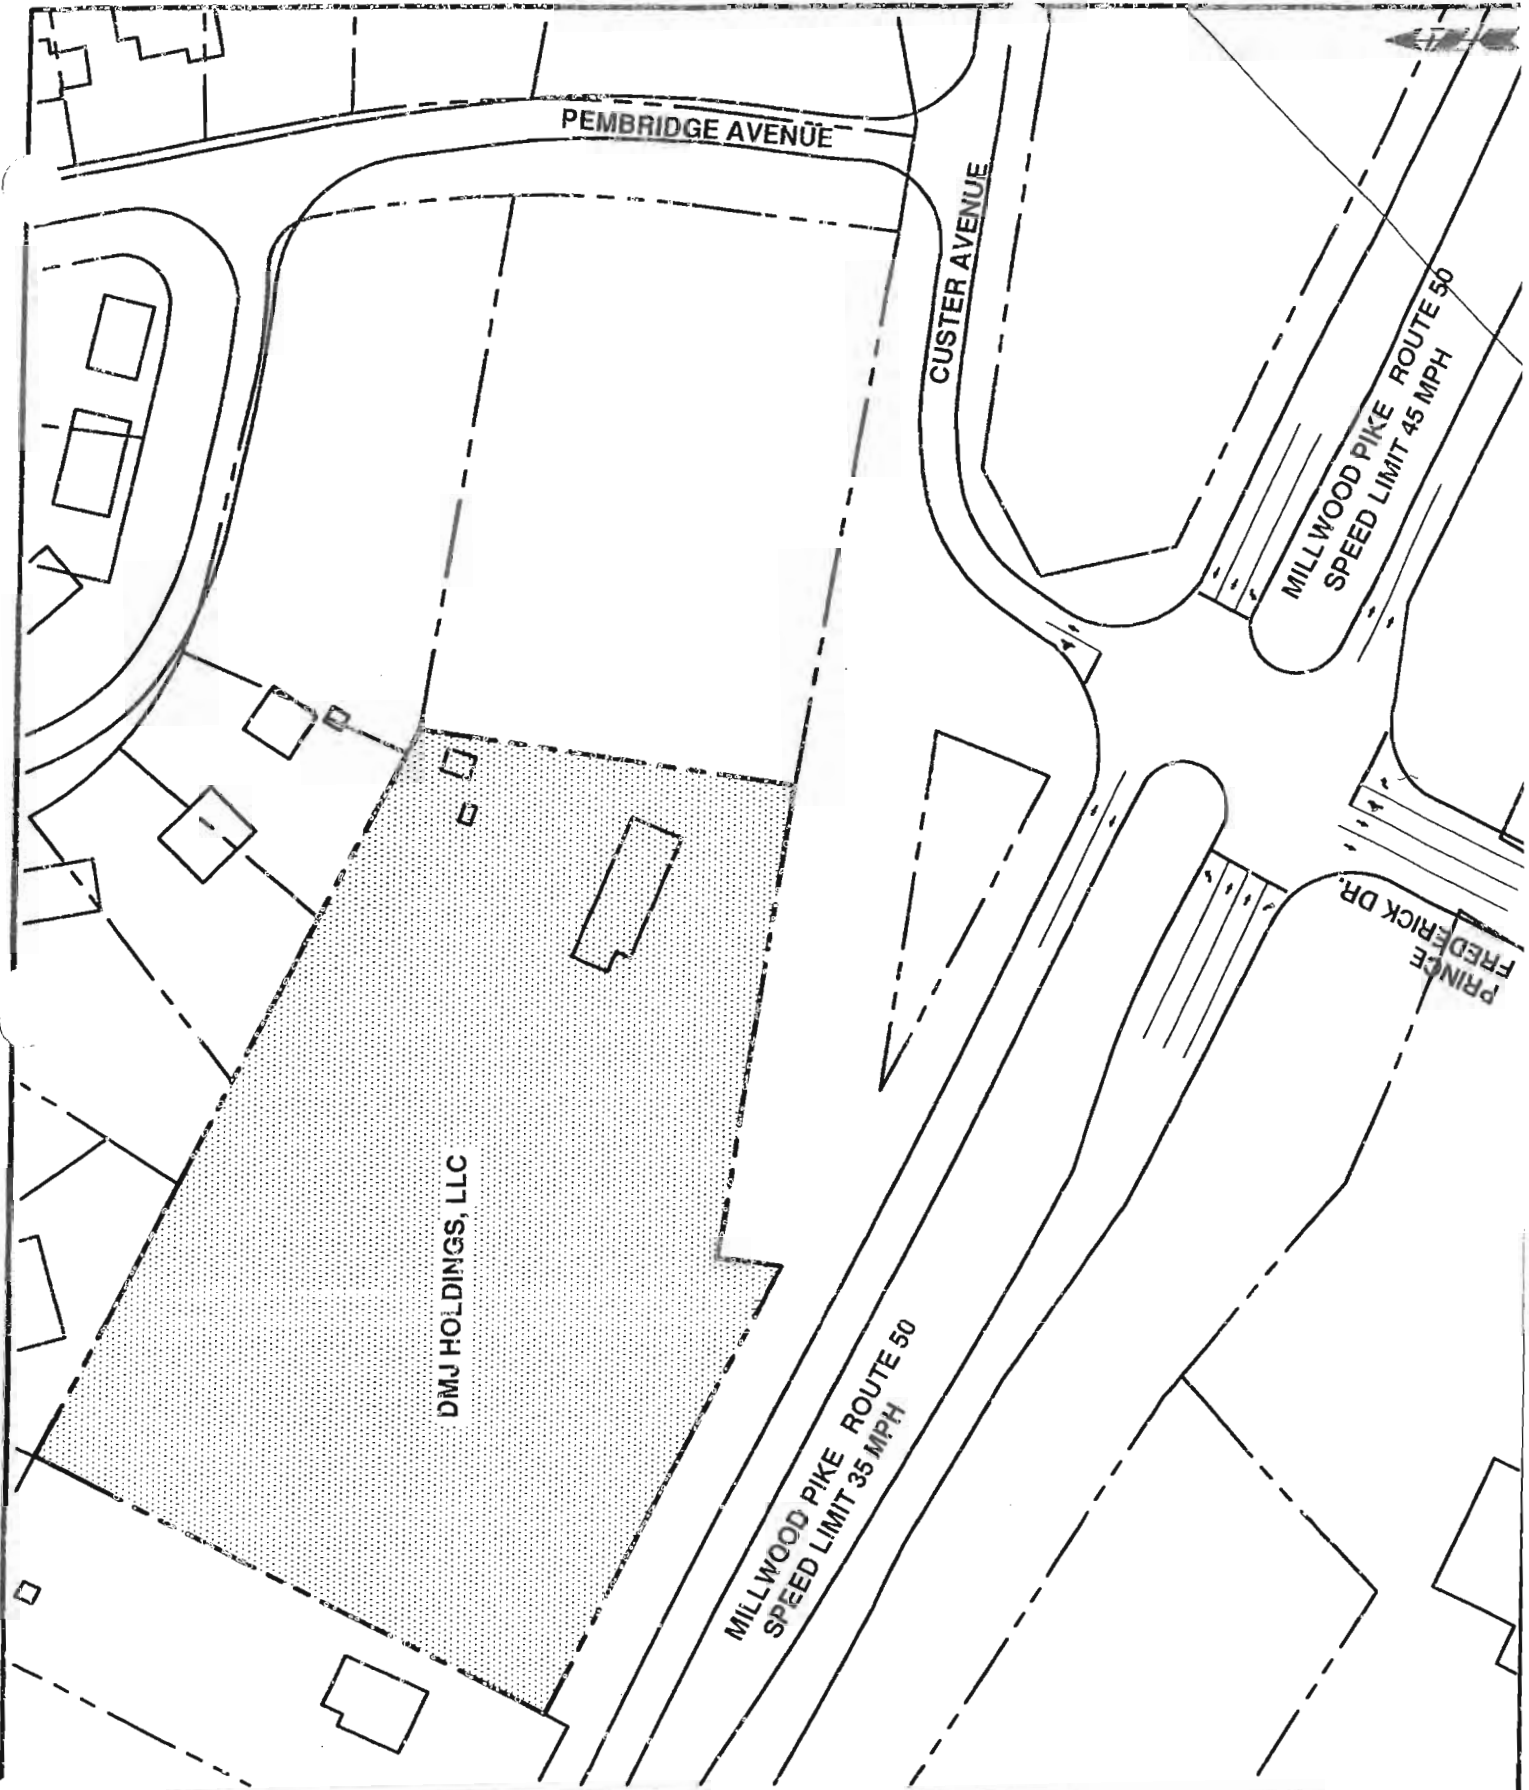 PEMBRIDGE AVENUE
CUSTER AVENUE
MILLWOOD PIKE ROUTE 50
SPEED LIMIT 45 MPH
PRINCE
FREDERICK DR.
DMJ HOLDINGS, LLC
MILLWOOD PIKE ROUTE 50
SPEED LIMIT 35 MPH